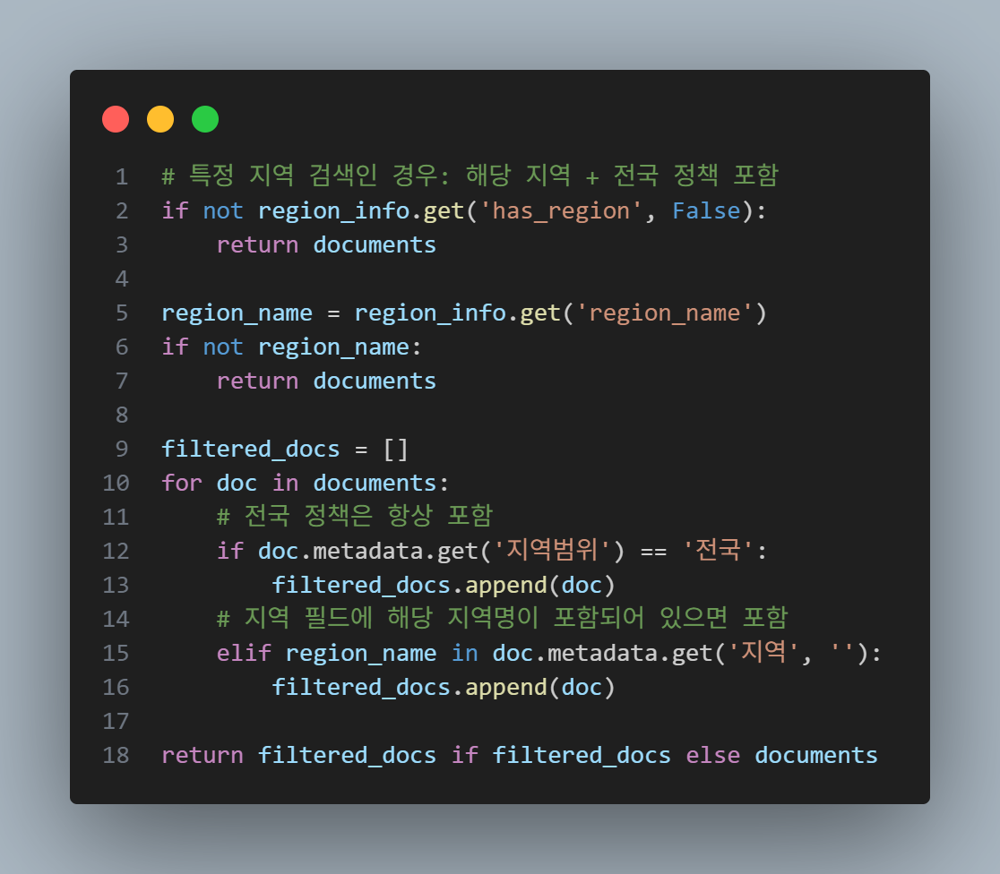 1 # 특정 지역 검색인 경우: 해당 지역 + 전국 정책 포함
2 if not region_info.get('has_region', False):
3     return documents
4
5 region_name = region_info.get('region_name')
6 if not region_name:
7     return documents
8
9 filtered_docs = []
10 for doc in documents:
11     # 전국 정책은 항상 포함
12     if doc.metadata.get('지역범위') == '전국':
13         filtered_docs.append(doc)
14     # 지역 필드에 해당 지역명이 포함되어 있으면 포함
15     elif region_name in doc.metadata.get('지역', ''):
16         filtered_docs.append(doc)
17
18 return filtered_docs if filtered_docs else documents